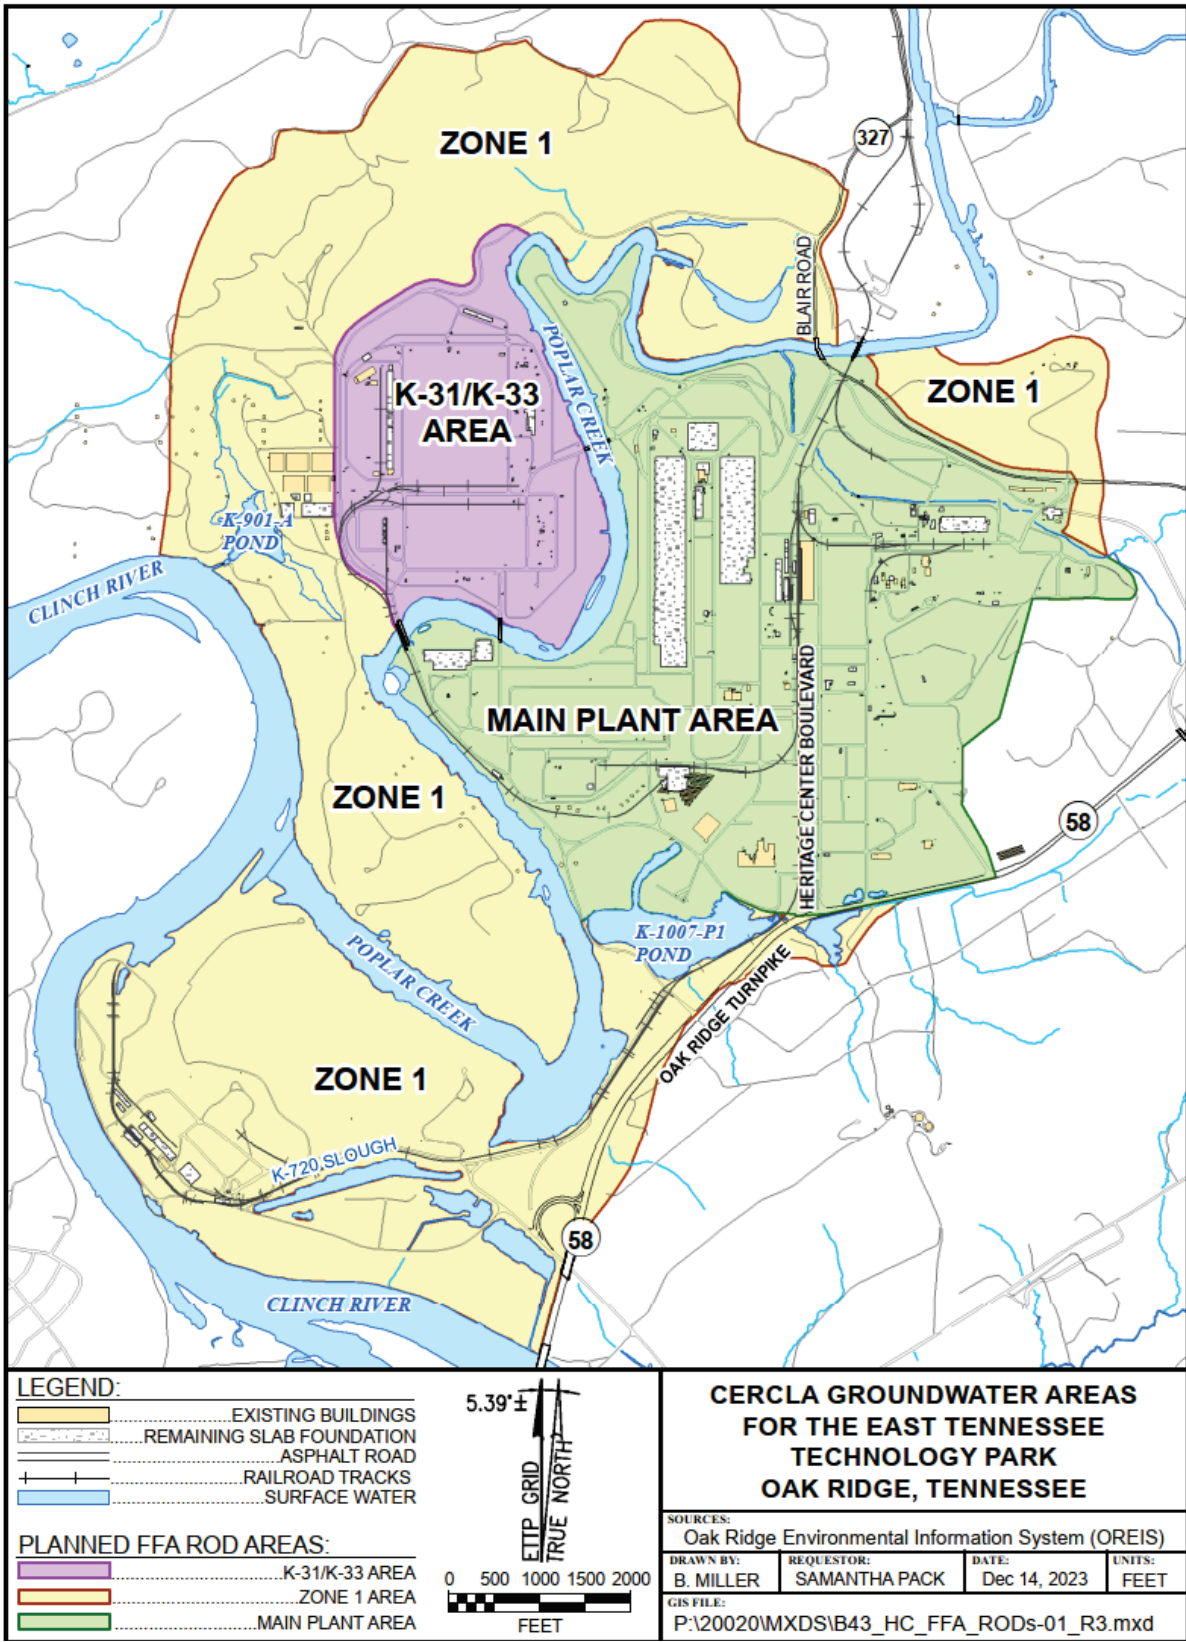 ZONE 1
327
BLAIR ROAD
POPLAR CREEK
K-31/K-33
AREA
ZONE 1
K-901-A
POND
CLINCH RIVER
MAIN PLANT AREA
HERITAGE CENTER BOULEVARD
ZONE 1
58
K-1007-P1
POND
POPLAR CREEK
OAK RIDGE TURNPIKE
ZONE 1
K-720 SLOUGH
58
CLINCH RIVER
LEGEND:
EXISTING BUILDINGS
REMAINING SLAB FOUNDATION
ASPHALT ROAD
RAILROAD TRACKS
SURFACE WATER
PLANNED FFA ROD AREAS:
K-31/K-33 AREA
ZONE 1 AREA
MAIN PLANT AREA
5.39°±
ETTP GRID
TRUE NORTH
0 500 1000 1500 2000
FEET
CERCLA GROUNDWATER AREAS
FOR THE EAST TENNESSEE
TECHNOLOGY PARK
OAK RIDGE, TENNESSEE
SOURCES:
Oak Ridge Environmental Information System (OREIS)
DRAWN BY:
B. MILLER
REQUESTOR:
SAMANTHA PACK
DATE:
Dec 14, 2023
UNITS:
FEET
GIS FILE:
P:\20020\MXDS\B43_HC_FFA_RODs-01_R3.mxd